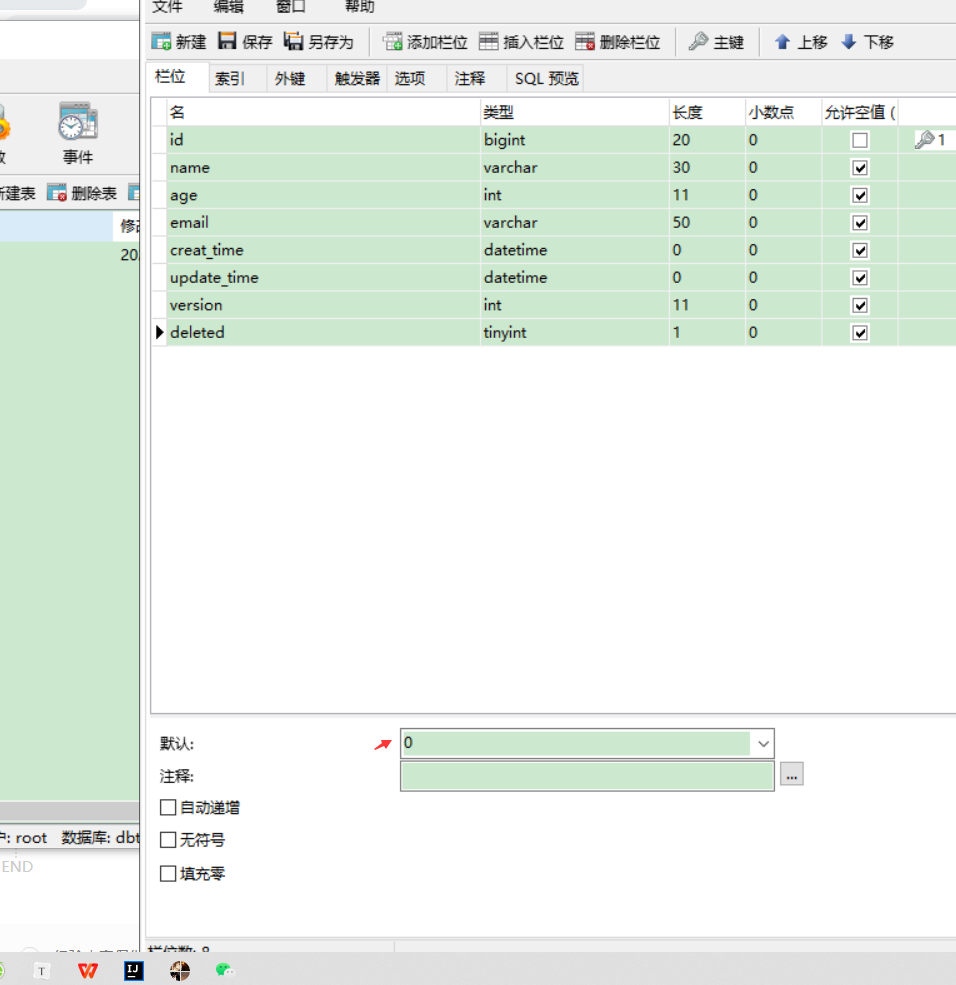 文件 编辑 窗口 帮助
新建 保存 另存为 添加栏位 插入栏位 删除栏位 主键 上移 下移
栏位 索引 外键 触发器 选项 注释 SQL 预览
名 类型 长度 小数点 允许空值 (
id bigint 20 0 1
name varchar 30 0
age int 11 0
email varchar 50 0
creat_time datetime 0 0
update_time datetime 0 0
version int 11 0
deleted tinyint 1 0
默认: 0
注释: ...
自动递增
无符号
填充零
栏位数: 8
事件
建表 删除表
20
: root 数据库: dbt
END
T
IJ